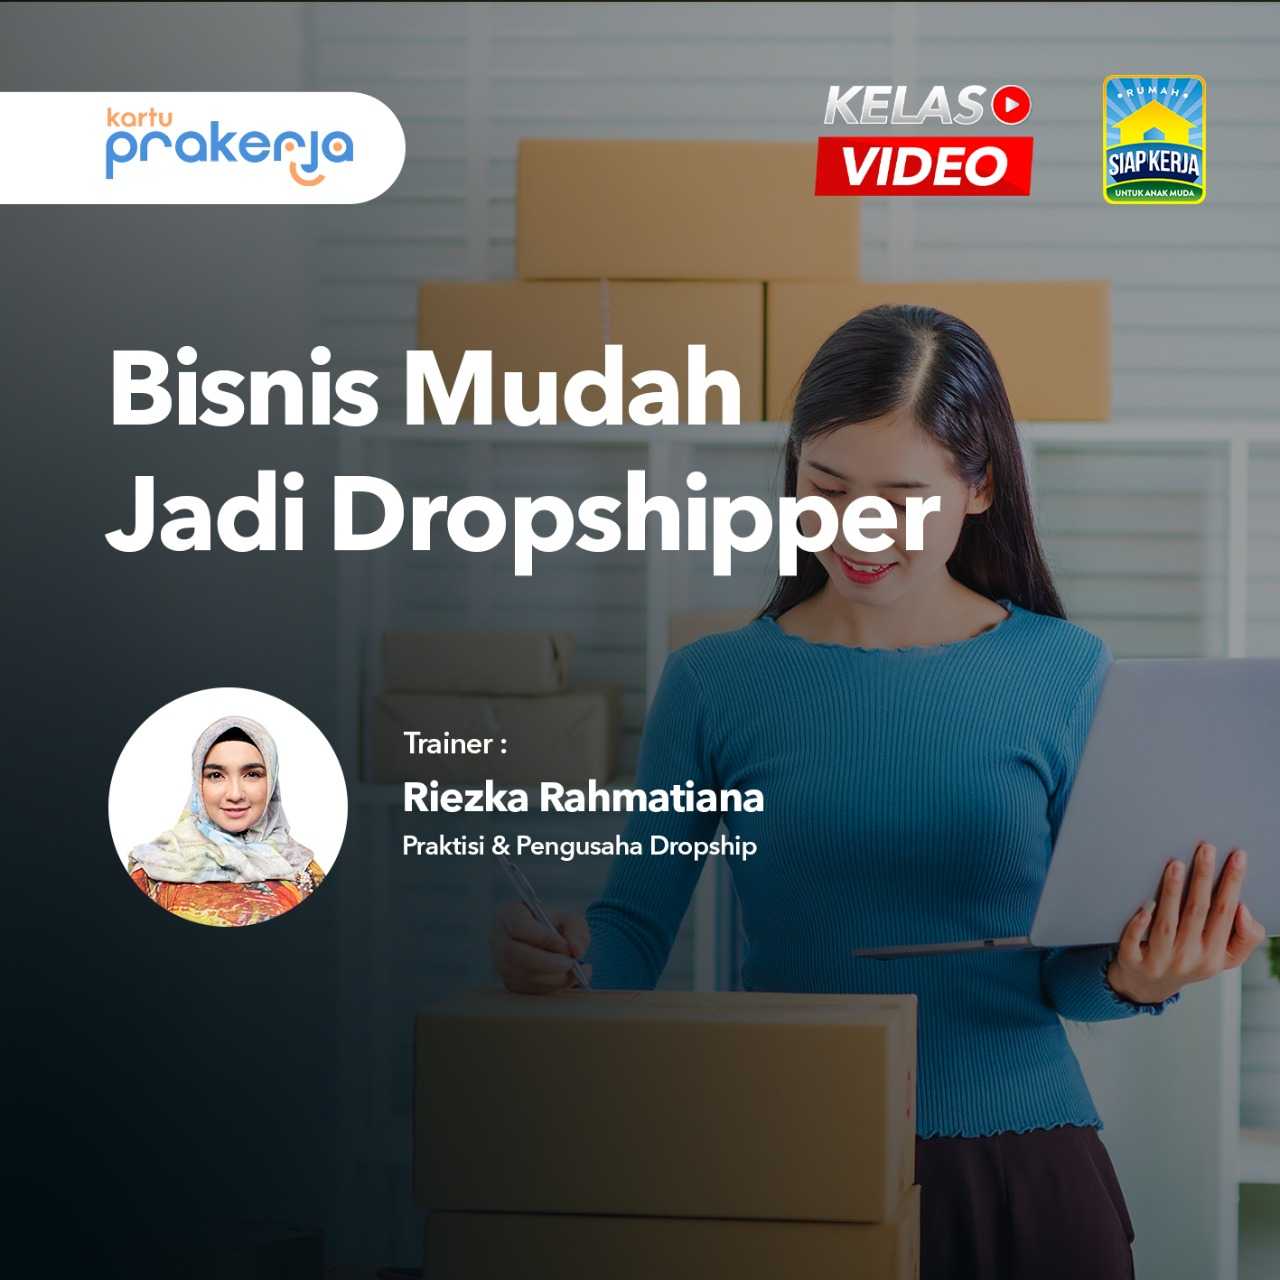 kartu
prakerja
KELAS
VIDEO
RUMAH
SIAP KERJA
UNTUK ANAK MUDA
Bisnis Mudah
Jadi Dropshipper
Trainer :
Riezka Rahmatiana
Praktisi & Pengusaha Dropship